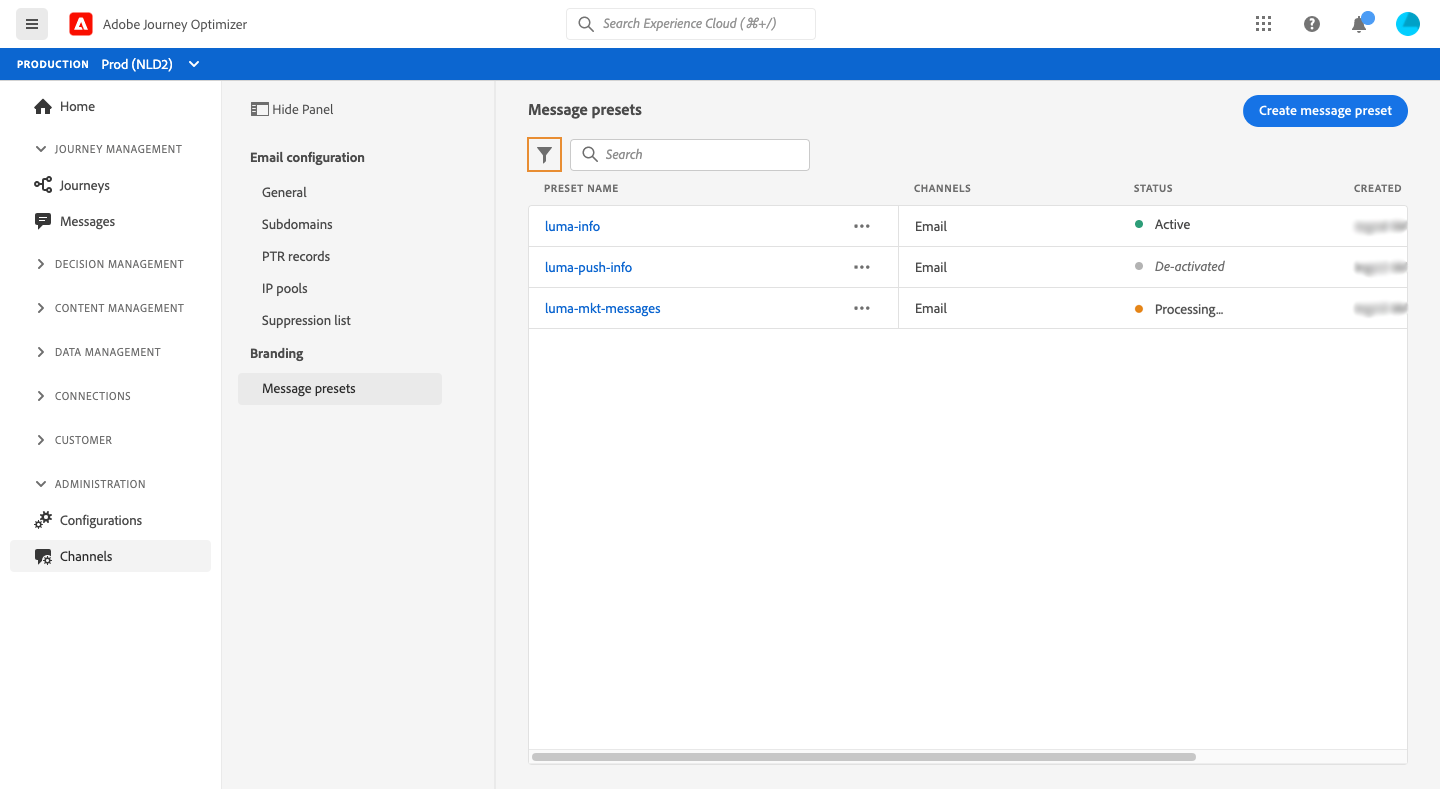 Adobe Journey Optimizer
Search Experience Cloud (⌘+/)
PRODUCTION Prod (NLD2)
Home
JOURNEY MANAGEMENT
Journeys
Messages
DECISION MANAGEMENT
CONTENT MANAGEMENT
DATA MANAGEMENT
CONNECTIONS
CUSTOMER
ADMINISTRATION
Configurations
Channels
Hide Panel
Email configuration
General
Subdomains
PTR records
IP pools
Suppression list
Branding
Message presets
Message presets
Create message preset
Search
PRESET NAME CHANNELS STATUS CREATED
luma-info ••• Email Active
luma-push-info ••• Email De-activated
luma-mkt-messages ••• Email Processing...